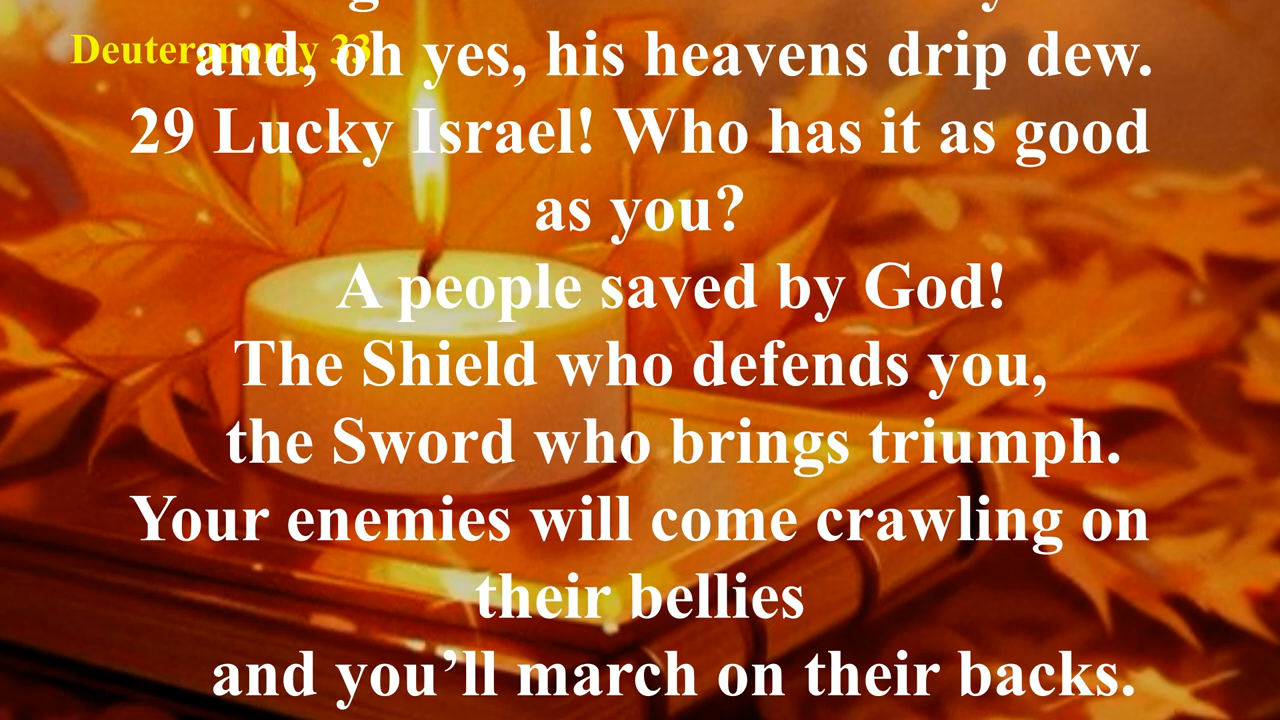 Deuteronomy 33
and, oh yes, his heavens drip dew.
29 Lucky Israel! Who has it as good
as you?
A people saved by God!
The Shield who defends you,
the Sword who brings triumph.
Your enemies will come crawling on
their bellies
and you’ll march on their backs.